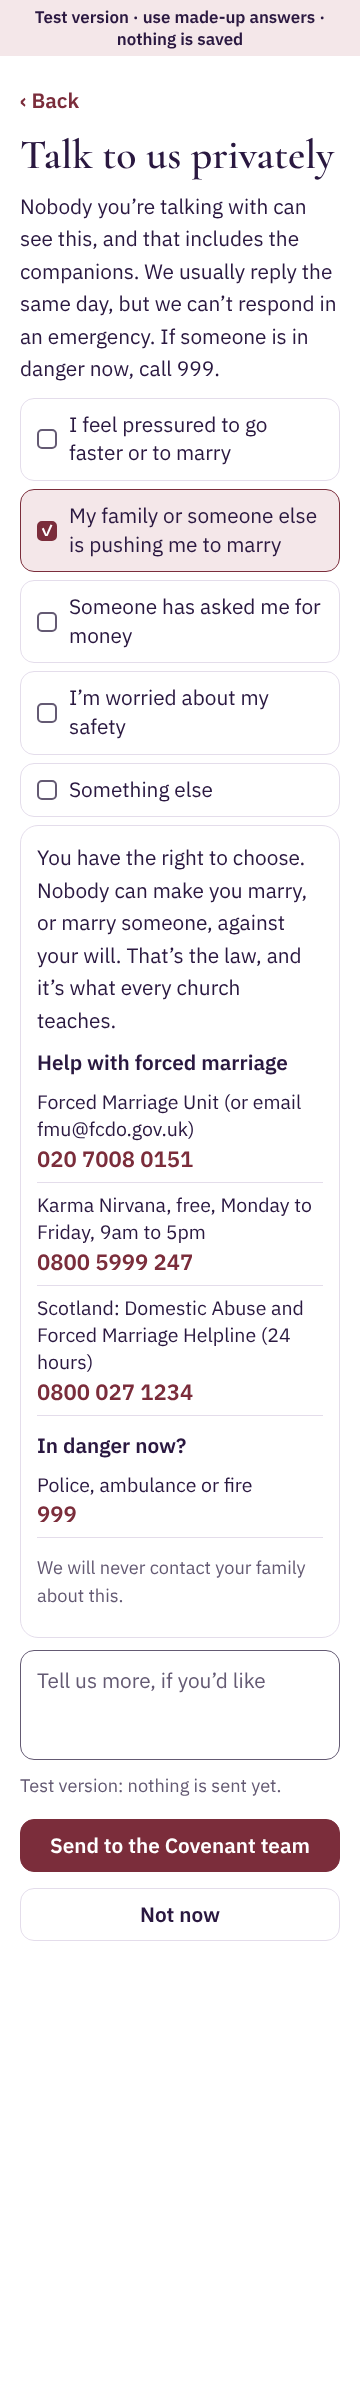 Test version · use made-up answers ·
nothing is saved
‹ Back
Talk to us privately
Nobody you’re talking with can
see this, and that includes the
companions. We usually reply the
same day, but we can’t respond in
an emergency. If someone is in
danger now, call 999.
I feel pressured to go
faster or to marry
My family or someone else
is pushing me to marry
Someone has asked me for
money
I’m worried about my
safety
Something else
You have the right to choose.
Nobody can make you marry,
or marry someone, against
your will. That’s the law, and
it’s what every church
teaches.
Help with forced marriage
Forced Marriage Unit (or email
fmu@fcdo.gov.uk)
020 7008 0151
Karma Nirvana, free, Monday to
Friday, 9am to 5pm
0800 5999 247
Scotland: Domestic Abuse and
Forced Marriage Helpline (24
hours)
0800 027 1234
In danger now?
Police, ambulance or fire
999
We will never contact your family
about this.
Tell us more, if you’d like
Test version: nothing is sent yet.
Send to the Covenant team
Not now